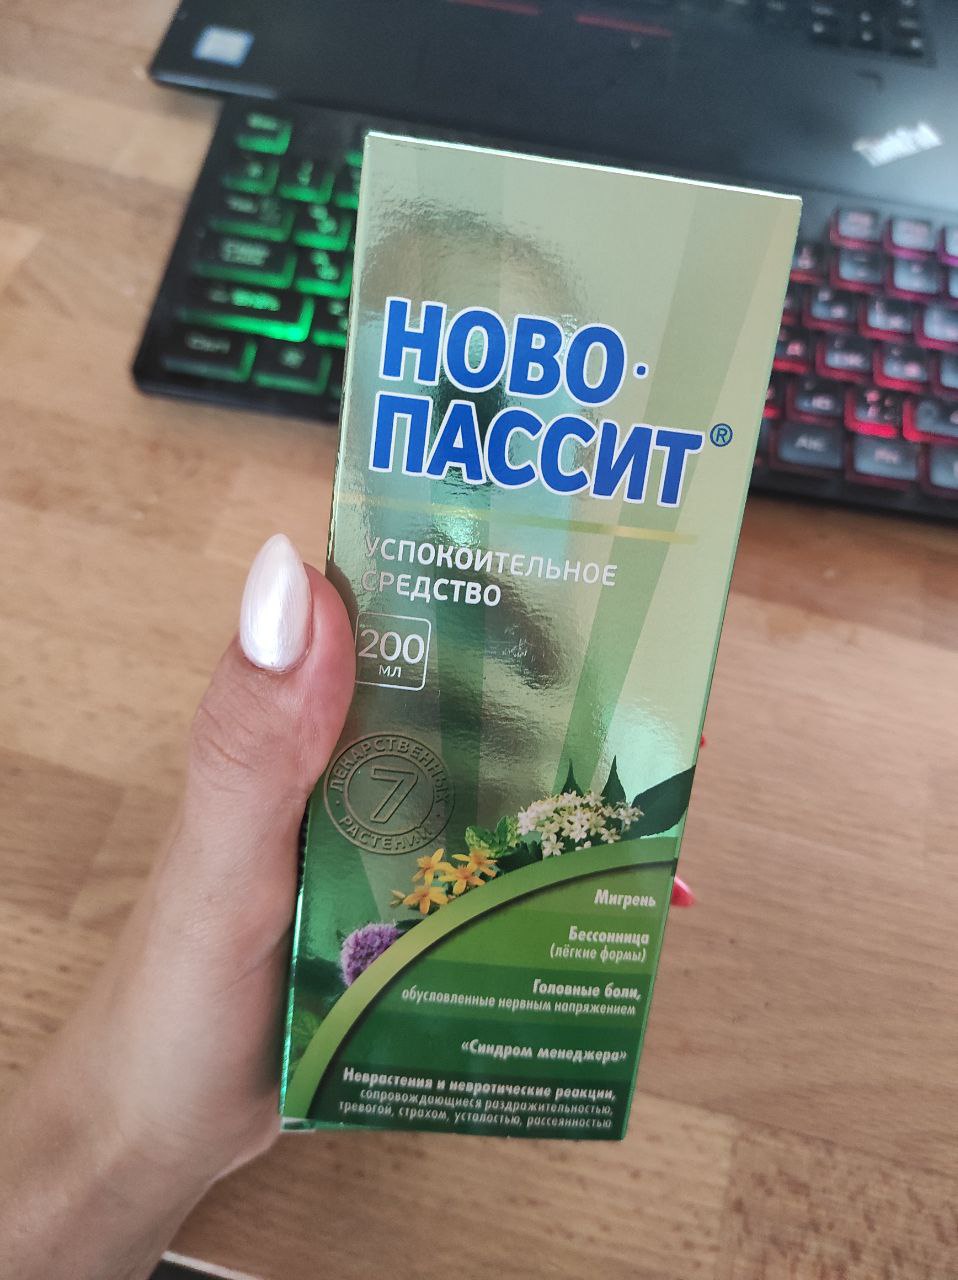 НОВО·
ПАССИТ®
УСПОКОИТЕЛЬНОЕ
СРЕДСТВО
200
МЛ
ЛЕКАРСТВЕННЫХ
7
РАСТЕНИЙ
Мигрень
Бессонница
(лёгкие формы)
Головные боли,
обусловленные нервным напряжением
«Синдром менеджера»
Неврастения и невротические реакции,
сопровождающиеся раздражительностью,
тревогой, страхом, усталостью, рассеянностью